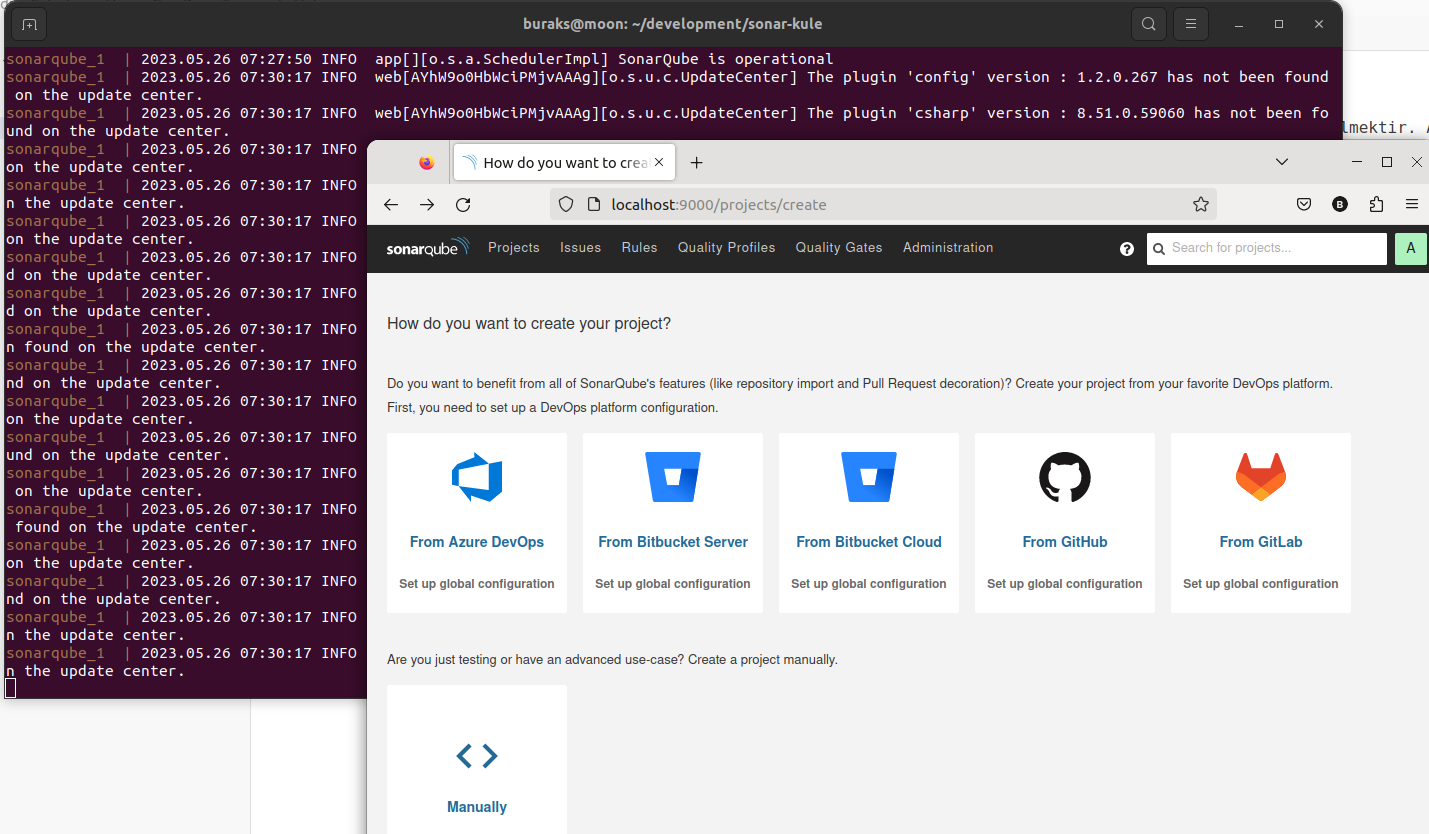 buraks@moon: ~/development/sonar-kule
sonarqube_1 | 2023.05.26 07:27:50 INFO app[][o.s.a.SchedulerImpl] SonarQube is operational
sonarqube_1 | 2023.05.26 07:30:17 INFO web[AYhW9o0HbWciPMjvAAAg][o.s.u.c.UpdateCenter] The plugin 'config' version : 1.2.0.267 has not been found
on the update center.
sonarqube_1 | 2023.05.26 07:30:17 INFO web[AYhW9o0HbWciPMjvAAAg][o.s.u.c.UpdateCenter] The plugin 'csharp' version : 8.51.0.59060 has not been fo
und on the update center.
sonarqube_1 | 2023.05.26 07:30:17 INFO
on the update center.
sonarqube_1 | 2023.05.26 07:30:17 INFO
n the update center.
sonarqube_1 | 2023.05.26 07:30:17 INFO
on the update center.
sonarqube_1 | 2023.05.26 07:30:17 INFO
d on the update center.
sonarqube_1 | 2023.05.26 07:30:17 INFO
d on the update center.
sonarqube_1 | 2023.05.26 07:30:17 INFO
n found on the update center.
sonarqube_1 | 2023.05.26 07:30:17 INFO
nd on the update center.
sonarqube_1 | 2023.05.26 07:30:17 INFO
on the update center.
sonarqube_1 | 2023.05.26 07:30:17 INFO
und on the update center.
sonarqube_1 | 2023.05.26 07:30:17 INFO
on the update center.
sonarqube_1 | 2023.05.26 07:30:17 INFO
found on the update center.
sonarqube_1 | 2023.05.26 07:30:17 INFO
on the update center.
sonarqube_1 | 2023.05.26 07:30:17 INFO
nd on the update center.
sonarqube_1 | 2023.05.26 07:30:17 INFO
n the update center.
sonarqube_1 | 2023.05.26 07:30:17 INFO
n the update center.
lmektir. A
How do you want to crea
localhost:9000/projects/create
B
sonarqube Projects Issues Rules Quality Profiles Quality Gates Administration ? Search for projects... A
How do you want to create your project?
Do you want to benefit from all of SonarQube's features (like repository import and Pull Request decoration)? Create your project from your favorite DevOps platform.
First, you need to set up a DevOps platform configuration.
From Azure DevOps From Bitbucket Server From Bitbucket Cloud From GitHub From GitLab
Set up global configuration Set up global configuration Set up global configuration Set up global configuration Set up global configuration
Are you just testing or have an advanced use-case? Create a project manually.
Manually